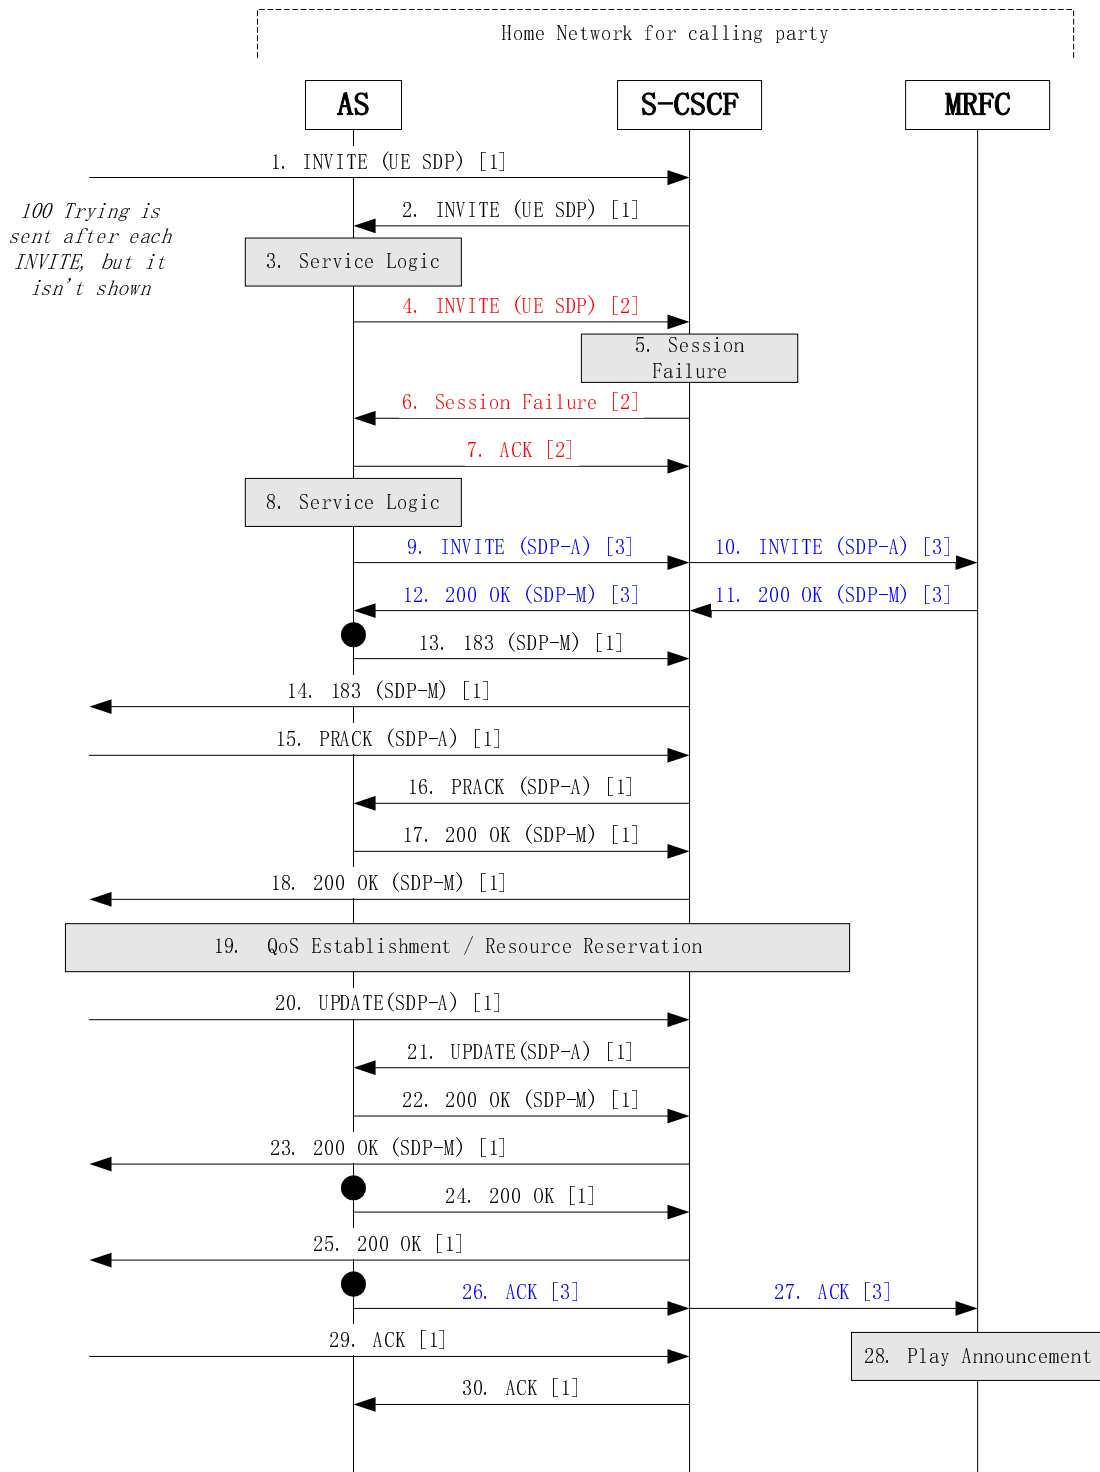 Home Network for calling party
AS
S-CSCF
MRFC
1. INVITE (UE SDP) [1]
100 Trying is
sent after each
INVITE, but it
isn't shown
2. INVITE (UE SDP) [1]
3. Service Logic
4. INVITE (UE SDP) [2]
5. Session
Failure
6. Session Failure [2]
7. ACK [2]
8. Service Logic
9. INVITE (SDP-A) [3]
10. INVITE (SDP-A) [3]
12. 200 OK (SDP-M) [3]
11. 200 OK (SDP-M) [3]
13. 183 (SDP-M) [1]
14. 183 (SDP-M) [1]
15. PRACK (SDP-A) [1]
16. PRACK (SDP-A) [1]
17. 200 OK (SDP-M) [1]
18. 200 OK (SDP-M) [1]
19. QoS Establishment / Resource Reservation
20. UPDATE(SDP-A) [1]
21. UPDATE(SDP-A) [1]
22. 200 OK (SDP-M) [1]
23. 200 OK (SDP-M) [1]
24. 200 OK [1]
25. 200 OK [1]
26. ACK [3]
27. ACK [3]
29. ACK [1]
28. Play Announcement
30. ACK [1]